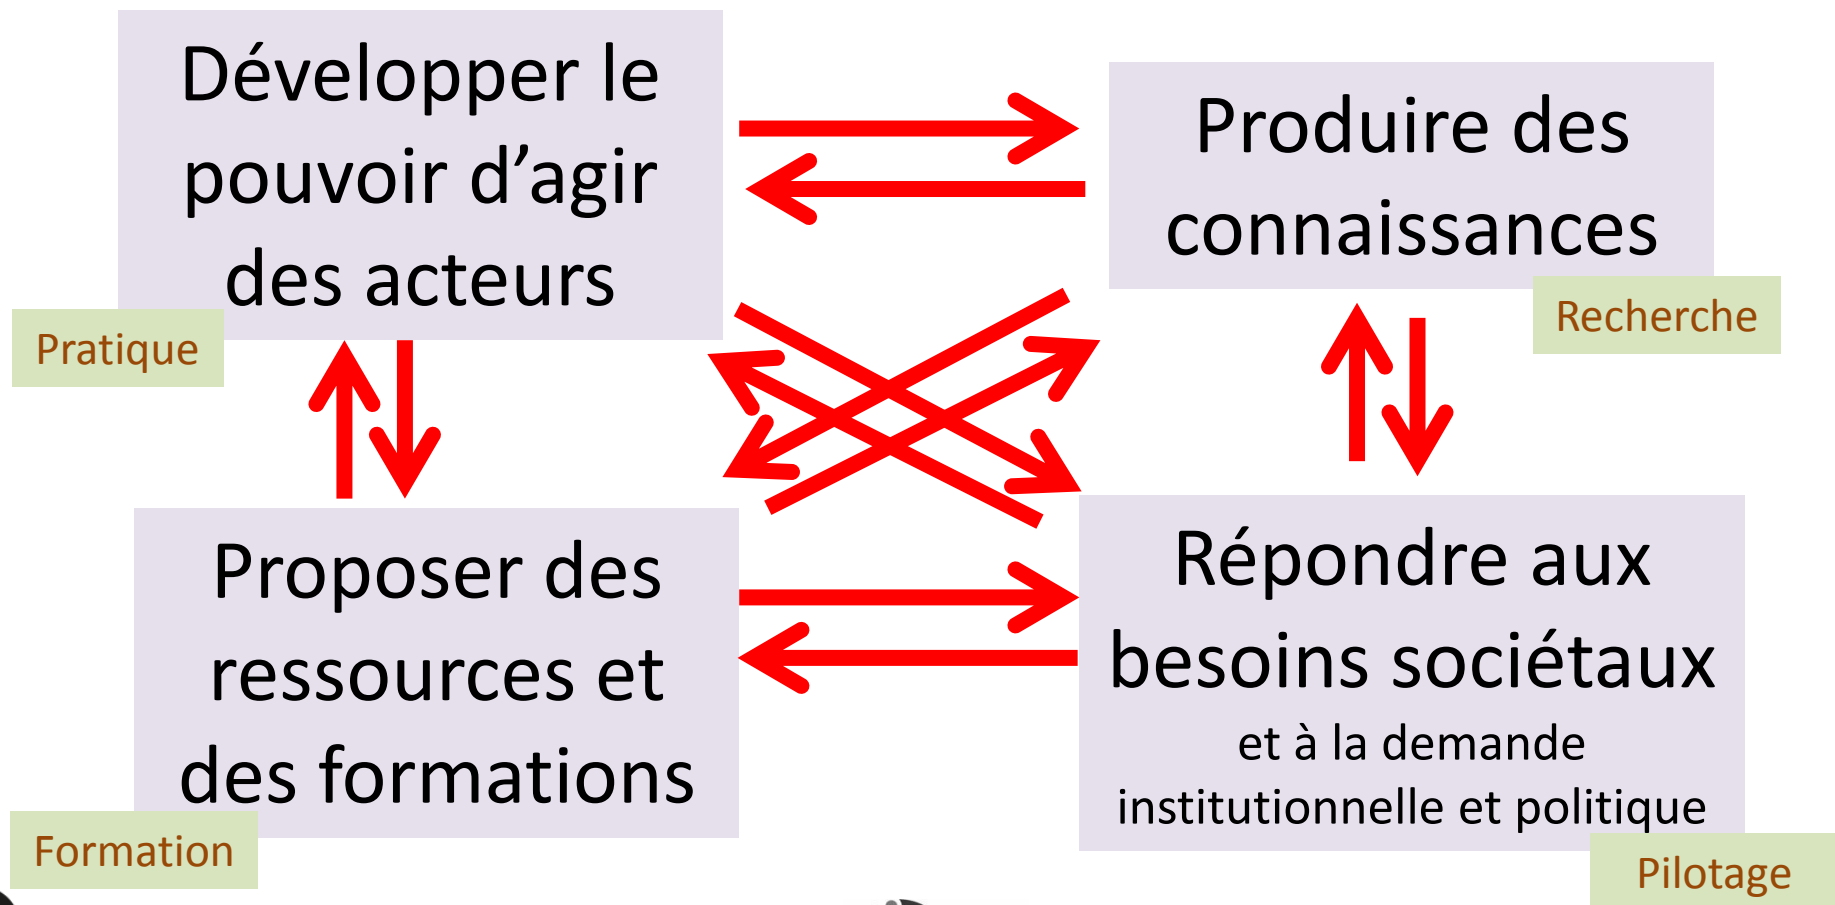 Développer le
pouvoir d’agir
des acteurs
Pratique
Produire des
connaissances
Recherche
Proposer des
ressources et
des formations
Formation
Répondre aux
besoins sociétaux
et à la demande
institutionnelle et politique
Pilotage